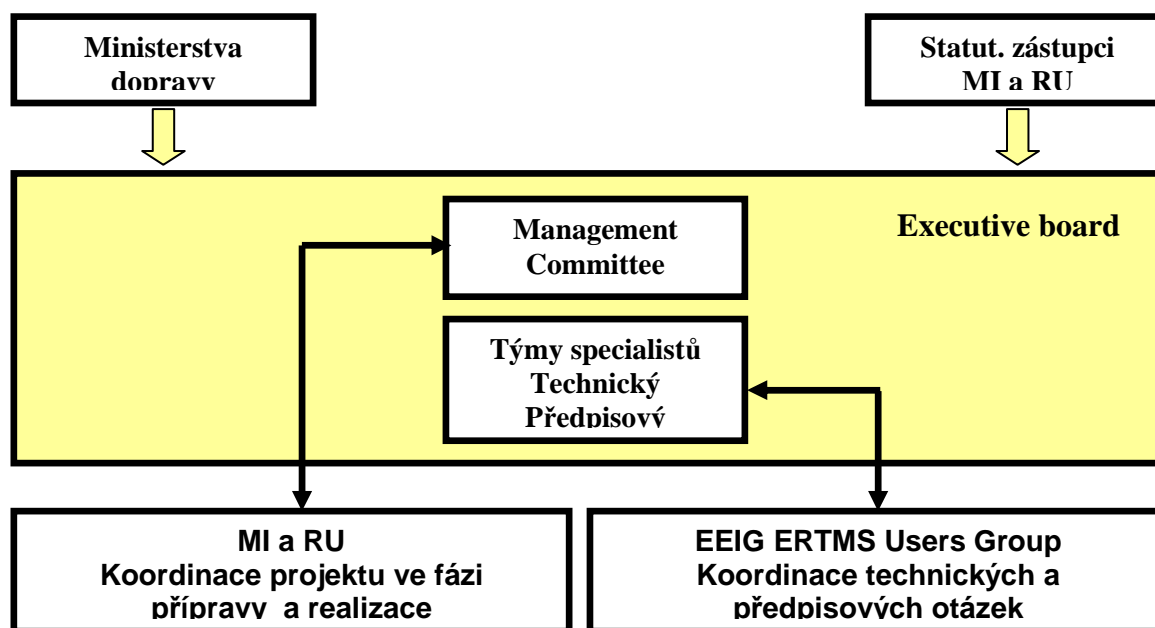 Ministerstva
dopravy
Statut. zástupci
MI a RU
Executive board
Management
Committee
Týmy specialistů
Technický
Předpisový
MI a RU
Koordinace projektu ve fázi
přípravy a realizace
EEIG ERTMS Users Group
Koordinace technických a
předpisových otázek